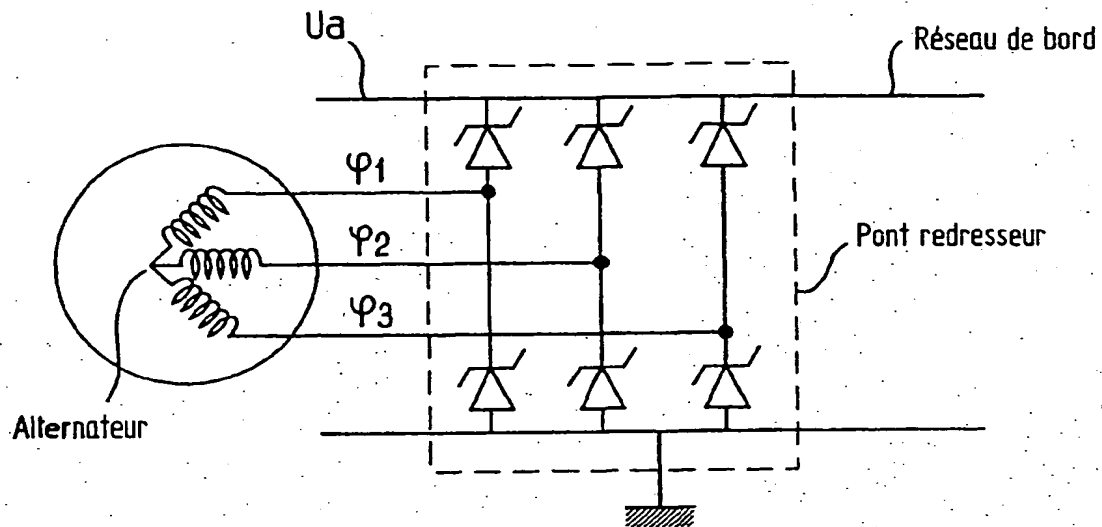 Ua
Réseau de bord
φ1
φ2
Pont redresseur
φ3
Alternateur